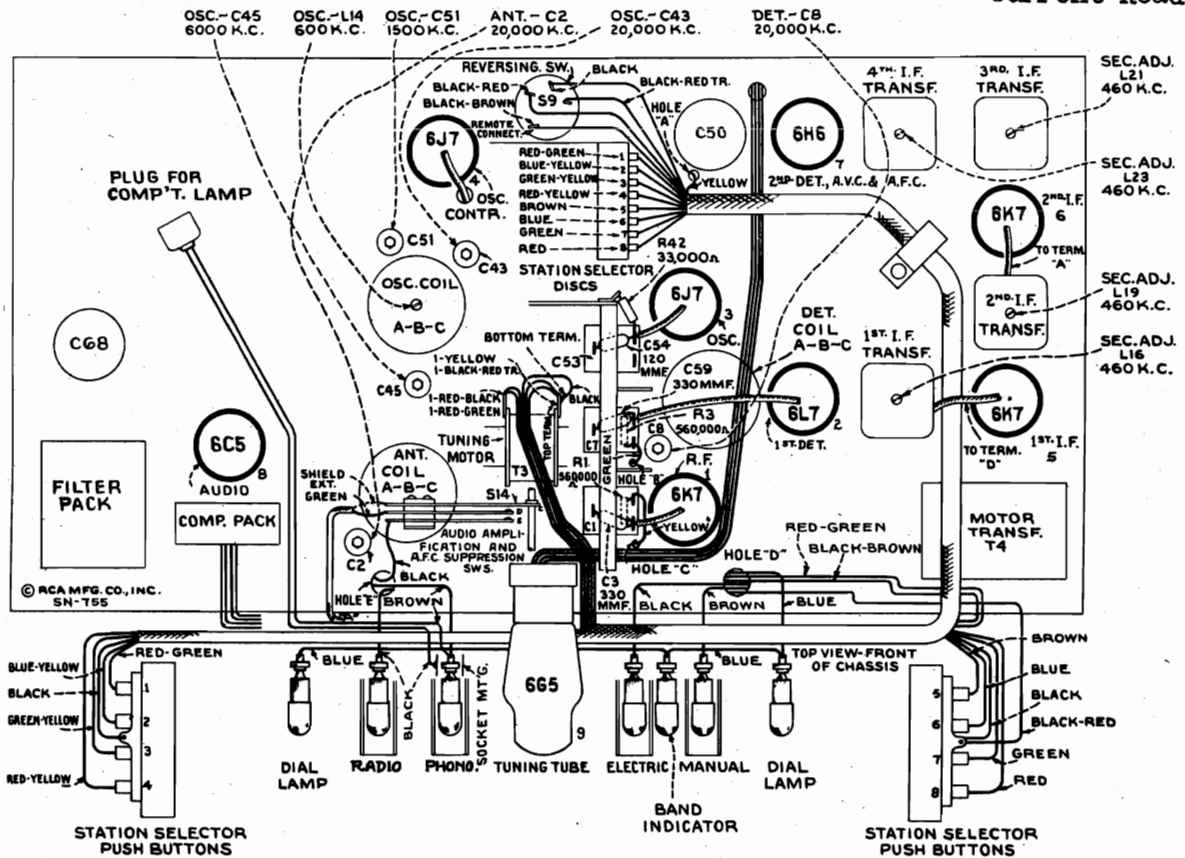 OSC.-C45
6000 K.C.
OSC.-L14
600 K.C.
OSC.-C51
1500 K.C.
ANT.-C2
20,000 K.C.
OSC.-C43
20,000 K.C.
DET.-C8
20,000 K.C.
SEC. ADJ.
L21
460 K.C.
REVERSING. SW.
BLACK
BLACK-RED
BLACK-RED TR.
BLACK-BROWN
S9
REMOTE
CONNECT.
HOLE
"A"
C50
6H6
7
2ND DET., A.V.C. & A.F.C.
4TH. I.F.
TRANSF.
3RD. I.F.
TRANSF.
6J7
4
OSC.
CONTR.
RED-GREEN 1
BLUE-YELLOW 2
GREEN-YELLOW 3
RED-YELLOW 4
BROWN 5
BLUE 6
GREEN 7
RED 8
YELLOW
SEC. ADJ.
L23
460 K.C.
PLUG FOR
COMP'T. LAMP
C51
C43
STATION SELECTOR
DISCS
R42
33,000Ω
6K7
2ND. I.F.
6
TO TERM.
"A"
OSC. COIL
A-B-C
6J7
3
OSC.
2ND. I.F.
TRANSF.
SEC. ADJ.
L19
460 K.C.
C68
BOTTOM TERM.
C53
C54
120
MMF.
DET.
COIL
A-B-C
1ST. I.F.
TRANSF.
SEC. ADJ.
L16
460 K.C.
C45
1-YELLOW
1-BLACK-RED TR.
1-RED-BLACK
1-RED-GREEN
BLACK
C59
330 MMF.
R3
560,000Ω
6L7
2
1ST. DET.
6K7
1ST. I.F.
5
TO TERM.
"D"
6C5
8
AUDIO
TUNING
MOTOR
TOP TERM.
T3
C7
C8
GREEN
R1
560,000
Ω
HOLE "B"
R.F.
1
6K7
YELLOW
FILTER
PACK
COMP. PACK
ANT.
COIL
A-B-C
SHIELD
EXT.
GREEN
S14
C1
C2
AUDIO AMPLI-
FICATION AND
A.F.C. SUPPRESSION
SWS.
HOLE "C"
C3
330
MMF.
HOLE "D"
RED-GREEN
BLACK-BROWN
MOTOR
TRANSF.
T4
© RCA MFG. CO., INC.
SN-755
BLACK
HOLE "E"
BROWN
BLACK
BROWN
BLUE
TOP VIEW-FRONT
OF CHASSIS
RED-GREEN
BLUE-YELLOW
BLACK
GREEN-YELLOW
RED-YELLOW
1
2
3
4
BLUE
BLACK
SOCKET MT'G.
6G5
9
BLUE
BROWN
BLUE
BLACK
BLACK-RED
GREEN
RED
5
6
7
8
DIAL
LAMP
RADIO
PHONO.
TUNING TUBE
ELECTRIC
MANUAL
DIAL
LAMP
BAND
INDICATOR
STATION SELECTOR
PUSH BUTTONS
STATION SELECTOR
PUSH BUTTONS